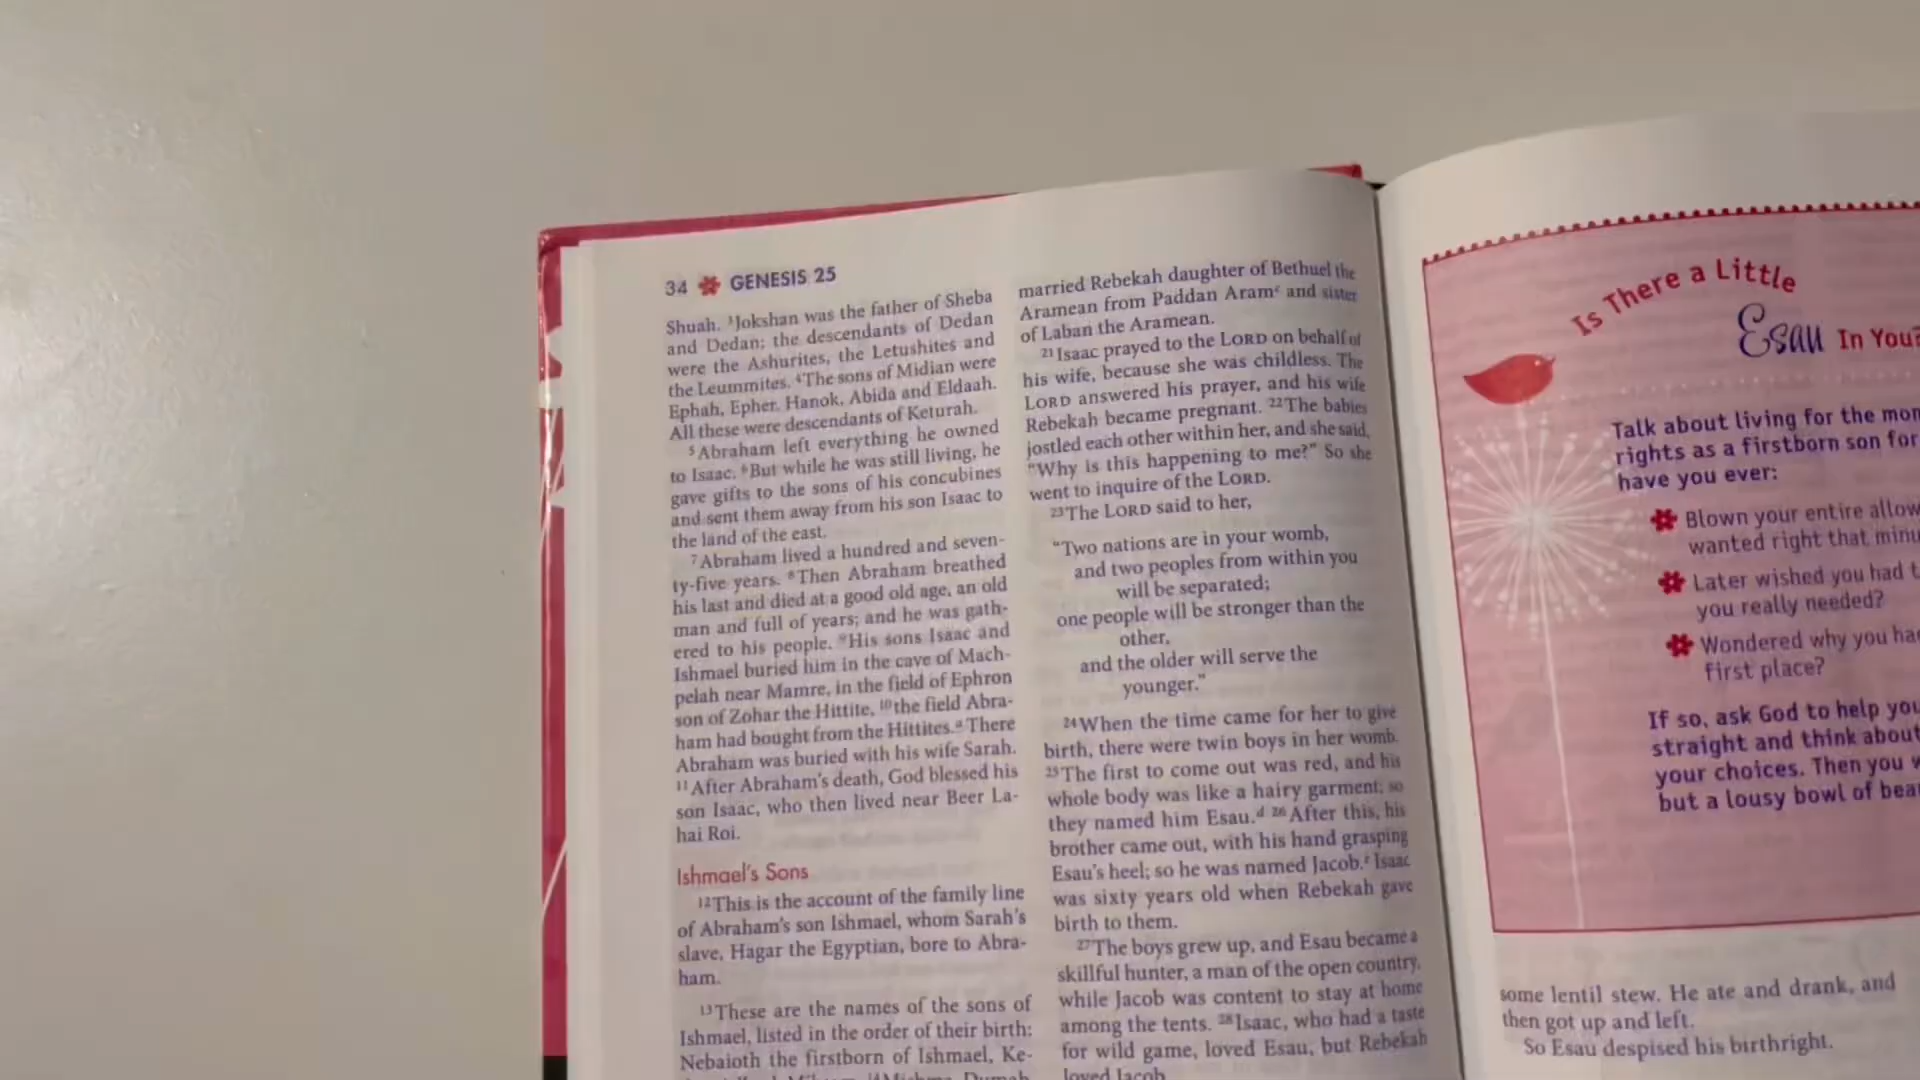 34 GENESIS 25
Shuah. 3Jokshan was the father of Sheba
and Dedan; the descendants of Dedan
were the Ashurites, the Letushites and
the Leummites. 4The sons of Midian were
Ephah, Epher, Hanok, Abida and Eldaah.
All these were descendants of Keturah.
5Abraham left everything he owned
to Isaac. 6But while he was still living, he
gave gifts to the sons of his concubines
and sent them away from his son Isaac to
the land of the east.
7Abraham lived a hundred and seven-
ty-five years. 8Then Abraham breathed
his last and died at a good old age, an old
man and full of years; and he was gath-
ered to his people. 9His sons Isaac and
Ishmael buried him in the cave of Mach-
pelah near Mamre, in the field of Ephron
son of Zohar the Hittite, 10the field Abra-
ham had bought from the Hittites.a There
Abraham was buried with his wife Sarah.
11After Abraham's death, God blessed his
son Isaac, who then lived near Beer La-
hai Roi.
Ishmael's Sons
12This is the account of the family line
of Abraham's son Ishmael, whom Sarah's
slave, Hagar the Egyptian, bore to Abra-
ham.
13These are the names of the sons of
Ishmael, listed in the order of their birth:
Nebaioth the firstborn of Ishmael, Ke-
married Rebekah daughter of Bethuel the
Aramean from Paddan Aramc and sister
of Laban the Aramean.
21Isaac prayed to the LORD on behalf of
his wife, because she was childless. The
LORD answered his prayer, and his wife
Rebekah became pregnant. 22The babies
jostled each other within her, and she said,
"Why is this happening to me?" So she
went to inquire of the LORD.
23The LORD said to her,
"Two nations are in your womb,
and two peoples from within you
will be separated;
one people will be stronger than the
other,
and the older will serve the
younger."
24When the time came for her to give
birth, there were twin boys in her womb.
25The first to come out was red, and his
whole body was like a hairy garment; so
they named him Esau.d 26After this, his
brother came out, with his hand grasping
Esau's heel; so he was named Jacob.e Isaac
was sixty years old when Rebekah gave
birth to them.
27The boys grew up, and Esau became a
skillful hunter, a man of the open country,
while Jacob was content to stay at home
among the tents. 28Isaac, who had a taste
for wild game, loved Esau, but Rebekah
loved Jacob.
Is There a Little
Esau In You?
Talk about living for the mom
rights as a firstborn son for
have you ever:
Blown your entire allow
wanted right that minu
Later wished you had t
you really needed?
Wondered why you had
first place?
If so, ask God to help you
straight and think about
your choices. Then you w
but a lousy bowl of bea
some lentil stew. He ate and drank, and
then got up and left.
So Esau despised his birthright.